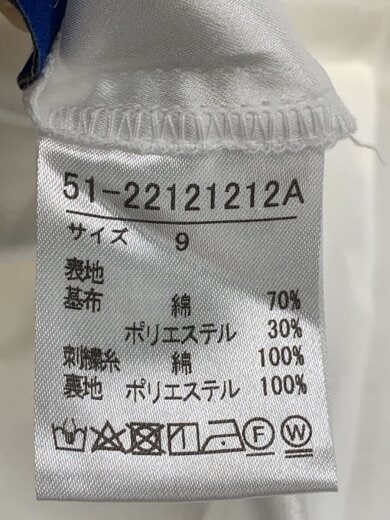 51-22121212A
サイズ 9
表地
基布 綿 70%
ポリエステル 30%
刺繍糸 綿 100%
裏地 ポリエステル 100%
F W